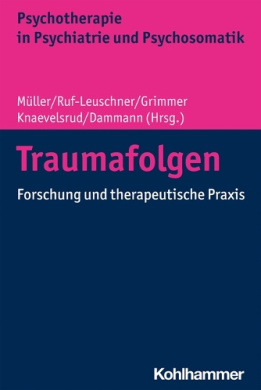 Psychotherapie
in Psychiatrie und Psychosomatik
Müller/Ruf-Leuschner/Grimmer
Knaevelsrud/Dammann (Hrsg.)
Traumafolgen
Forschung und therapeutische Praxis
Kohlhammer